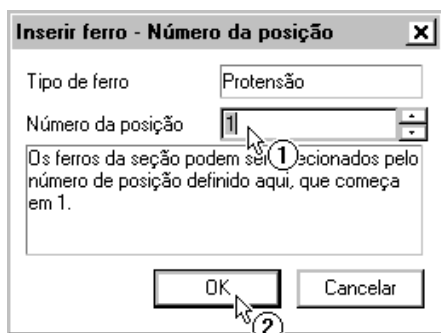 Inserir ferro - Número da posição
Tipo de ferro Protensão
Número da posição 1
1
Os ferros da seção podem ser lecionados pelo
número de posição definido aqui, que começa
em 1.
OK Cancelar
2